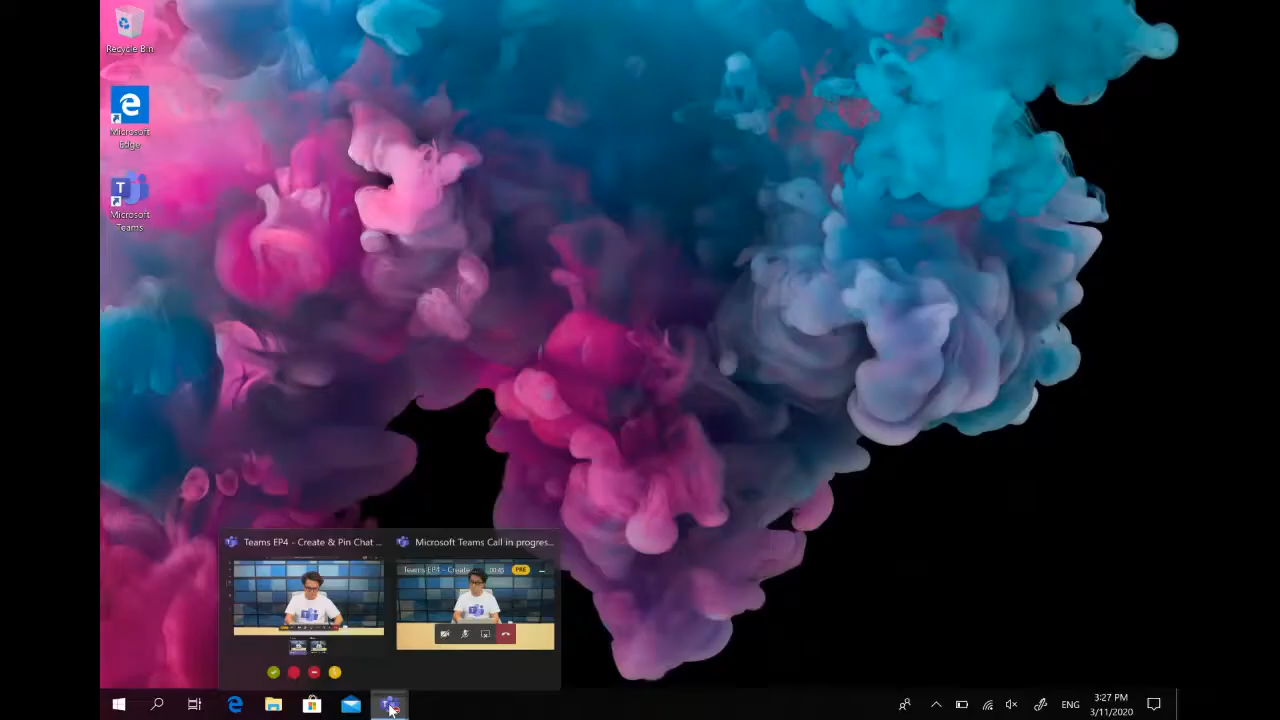 Recycle Bin
Microsoft
Edge
T
Microsoft
Teams
Teams EP4 - Create & Pin Chat ...
Microsoft Teams Call in progres...
Teams EP4 - Create
00:45
PRE
ENG
3:27 PM
3/11/2020